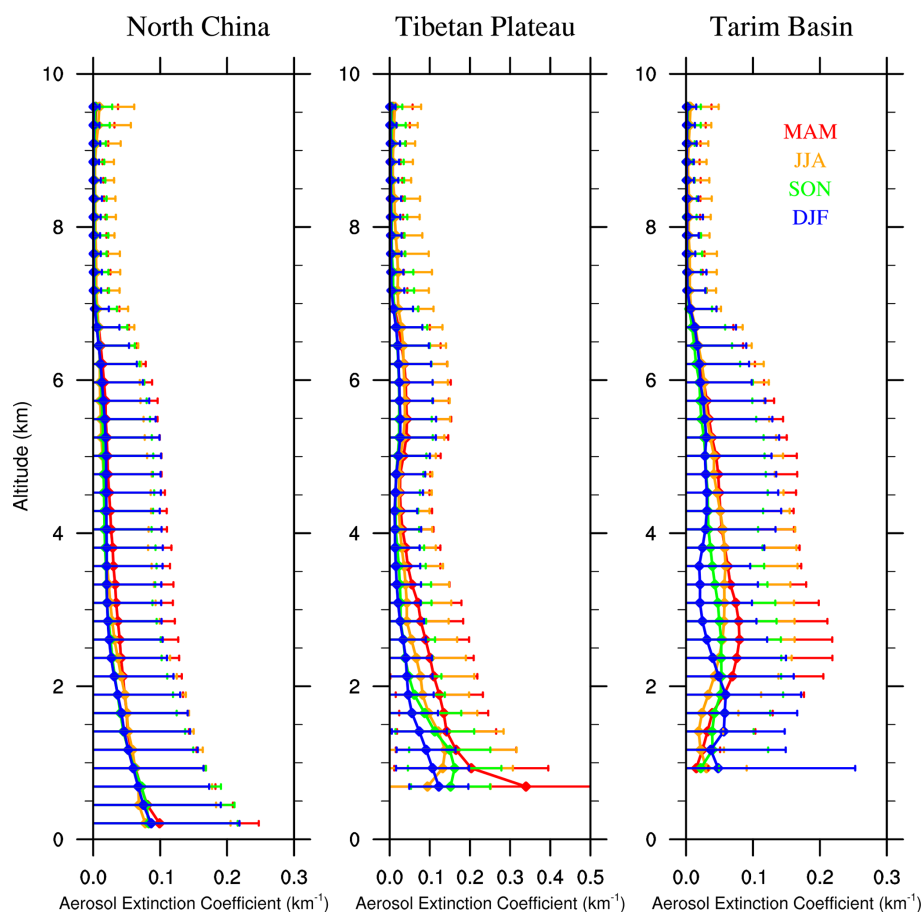 North China Tibetan Plateau Tarim Basin
10 10 10
MAM
JJA
8 8 SON 8
DJF
Altitude (km)
6 6 6
4 4 4
2 2 2
0 0 0
0.0 0.1 0.2 0.3 0.0 0.1 0.2 0.3 0.4 0.5 0.0 0.1 0.2 0.3
Aerosol Extinction Coefficient (km⁻¹) Aerosol Extinction Coefficient (km⁻¹) Aerosol Extinction Coefficient (km⁻¹)